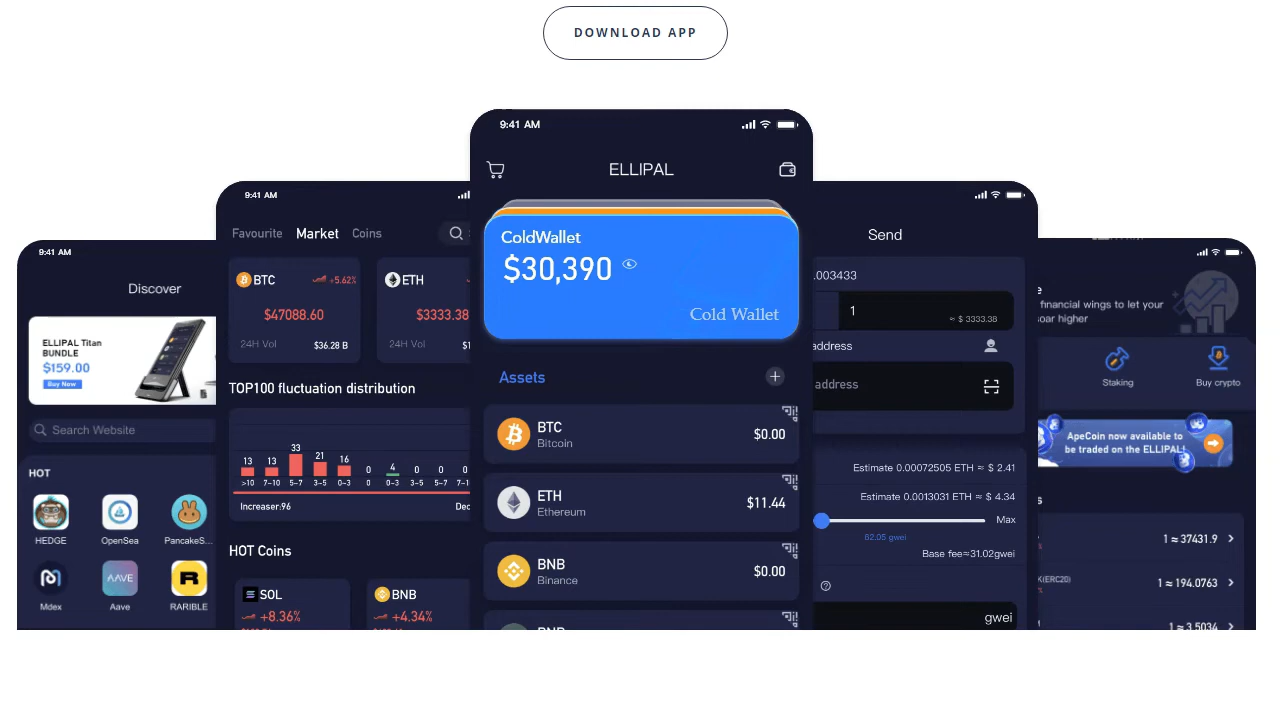 DOWNLOAD APP
9:41 AM
Discover
ELLIPAL Titan
BUNDLE
$159.00
Buy Now
Search Website
HOT
HEDGE
OpenSea
PancakeS...
Mdex
AAVE
Aave
RARIBLE
9:41 AM
Favourite Market Coins
BTC
+5.62%
$47088.60
24H Vol
$36.28 B
ETH
$3333.38
24H Vol
TOP100 fluctuation distribution
13 13 33 21 16 0 4 0 0 0
>10 7-10 5-7 3-5 0-3 0 0-3 3-5 5-7
Increaser:96
HOT Coins
SOL
+8.36%
BNB
+4.34%
9:41 AM
ELLIPAL
ColdWallet
$30,390
Cold Wallet
Assets
BTC
Bitcoin
$0.00
ETH
Ethereum
$11.44
BNB
Binance
$0.00
Send
.003433
1
≈ $ 3333.38
address
address
Estimate 0.00072505 ETH ≈ $ 2.41
Estimate 0.0013031 ETH ≈ $ 4.34
Max
62.05 gwei
Base fee≈31.02gwei
gwei
financial wings to let your
oar higher
Staking
Buy crypto
ApeCoin now available to
be traded on the ELLIPAL!
1 ≈ 37431.9
(ERC20)
1 ≈ 194.0763
1 ≈ 3.5034